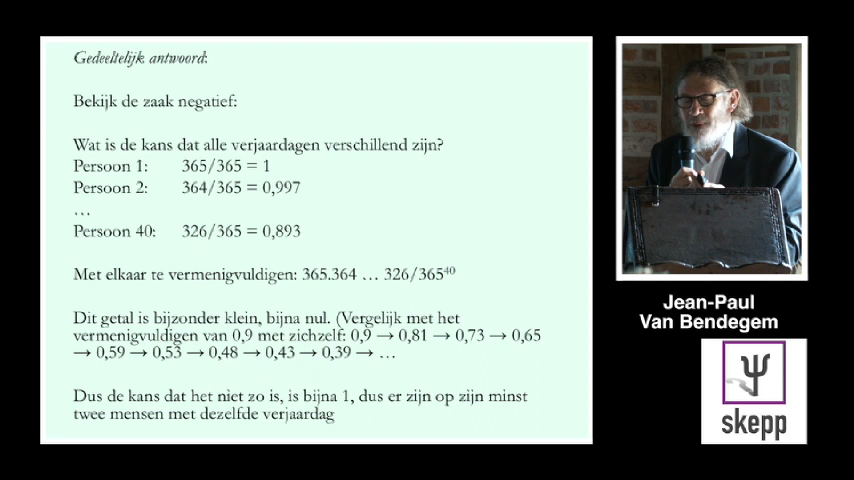 Gedeeltelijk antwoord:
Bekijk de zaak negatief:
Wat is de kans dat alle verjaardagen verschillend zijn?
Persoon 1: 365/365 = 1
Persoon 2: 364/365 = 0,997
…
Persoon 40: 326/365 = 0,893
Met elkaar te vermenigvuldigen: 365.364 … 326/365⁴⁰
Dit getal is bijzonder klein, bijna nul. (Vergelijk met het
vermenigvuldigen van 0,9 met zichzelf: 0,9 → 0,81 → 0,73 → 0,65
→ 0,59 → 0,53 → 0,48 → 0,43 → 0,39 → …
Dus de kans dat het niet zo is, is bijna 1, dus er zijn op zijn minst
twee mensen met dezelfde verjaardag
Jean-Paul
Van Bendegem
skepp